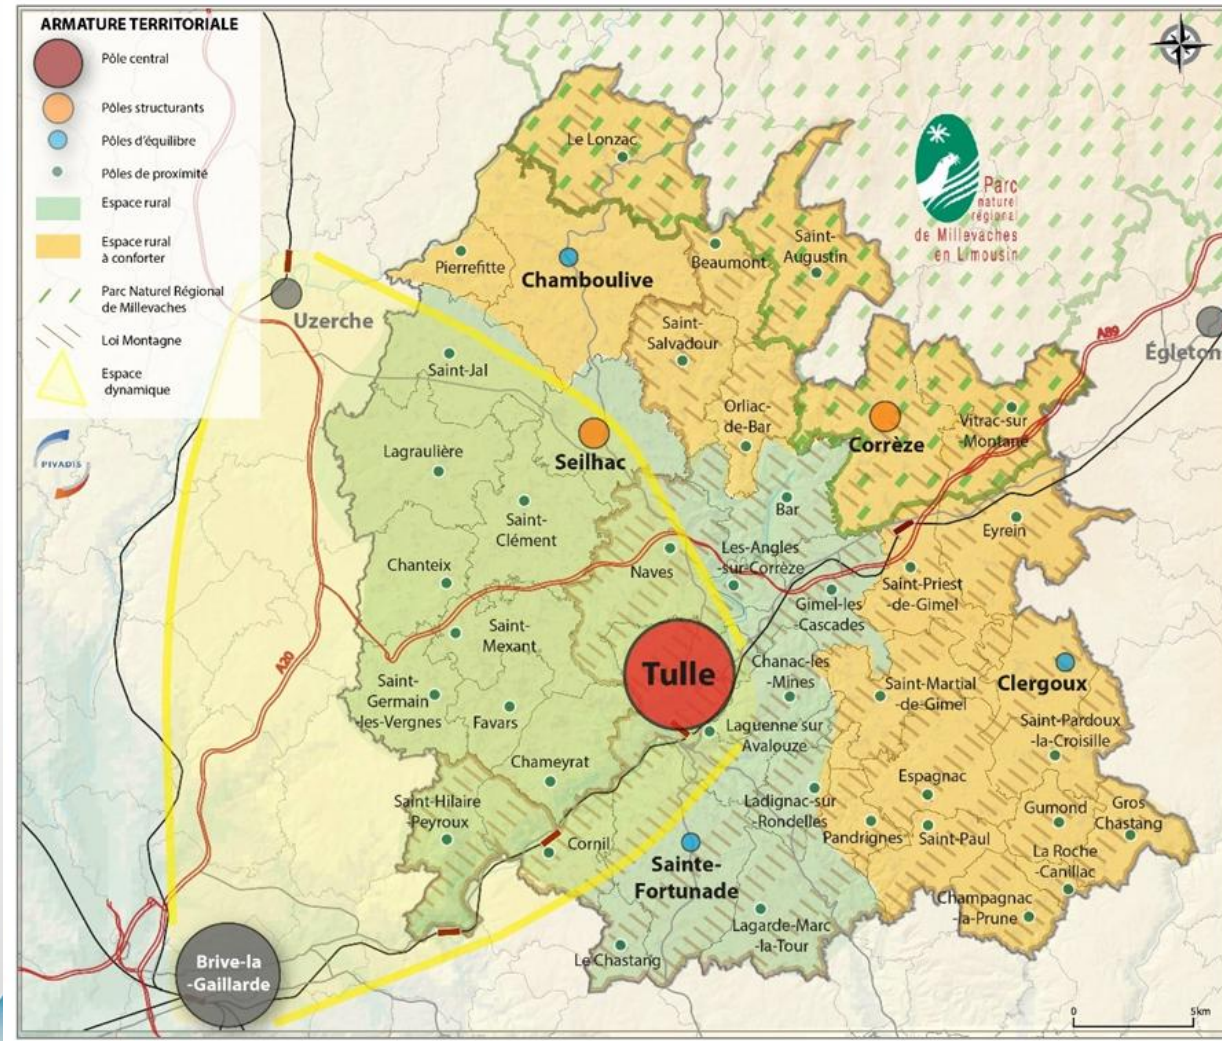 ARMATURE TERRITORIALE
Pôle central
Pôles structurants
Pôles d'équilibre
Pôles de proximité
Espace rural
Espace rural
à conforter
Parc Naturel Régional
de Millevaches
Loi Montagne
Espace
dynamique
PIVADIS
Parc
naturel
régional
de Millevaches
en Limousin
Le Lonzac
Pierrefitte
Chamboulive
Beaumont
Saint-
Augustin
Uzerche
Saint-
Salvadour
A89
Égleton
Saint-Jal
Orliac-
de-Bar
Corrèze
Vitrac-sur
-Montane
Lagraulière
Seilhac
Saint-
Clément
Bar
Eyrein
Chanteix
Naves
Les-Angles
-sur-Corrèze
Saint-Priest
-de-Gimel
Gimel-les
-Cascades
Saint-
Mexant
A20
Tulle
Chanac-les
-Mines
Clergoux
Saint-
Germain
-les-Vergnes
Favars
Saint-Martial
-de-Gimel
Laguenne sur
Avalouze
Saint-Pardoux
-la-Croisille
Chameyrat
Espagnac
Saint-Hilaire
-Peyroux
Ladignac-sur
-Rondelles
Gumond
Gros
Chastang
Cornil
Pandrignes
Saint-Paul
La Roche
-Canillac
Sainte-
Fortunade
Champagnac
-la-Prune
Lagarde-Marc
-la-Tour
Le Chastang
Brive-la
-Gaillarde
0
5km